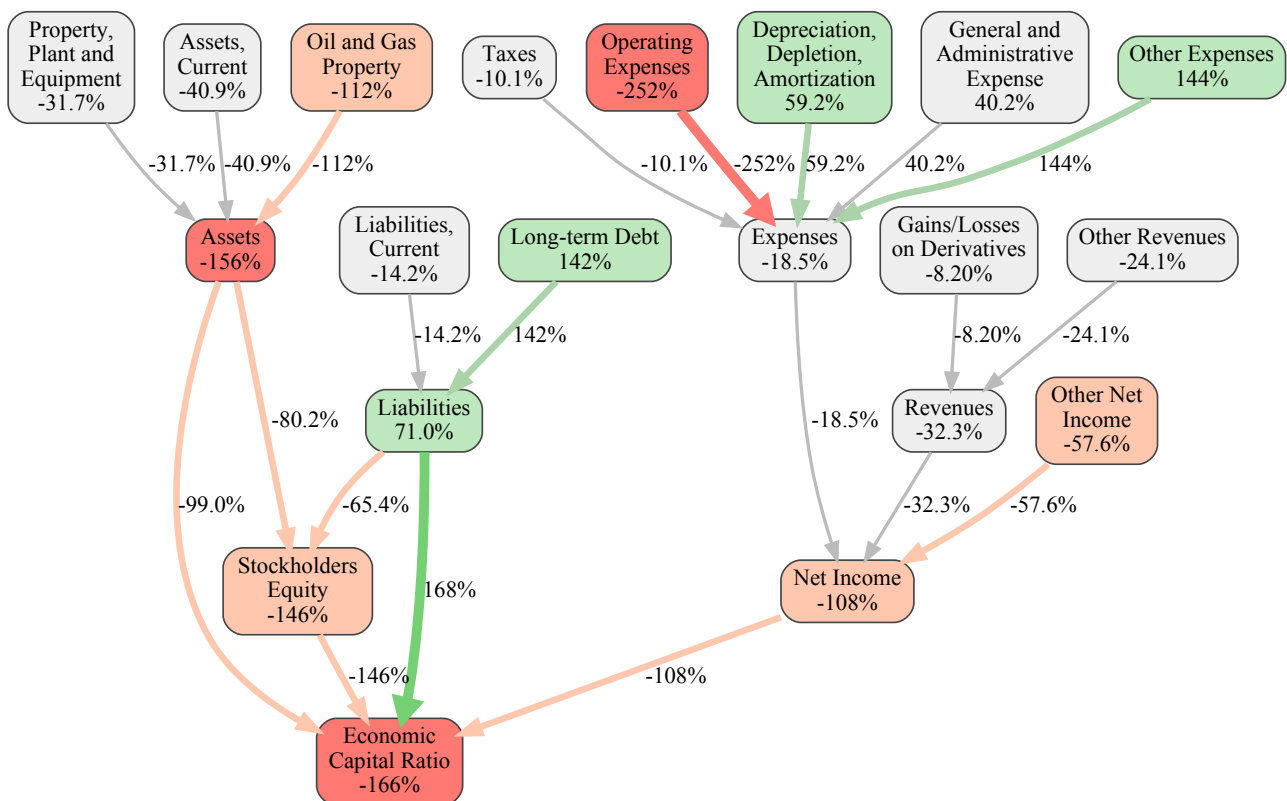 Property,
Plant and
Equipment
-31.7%
Assets,
Current
-40.9%
Oil and Gas
Property
-112%
Taxes
-10.1%
Operating
Expenses
-252%
Depreciation,
Depletion,
Amortization
59.2%
General and
Administrative
Expense
40.2%
Other Expenses
144%
-31.7%
-40.9%
-112%
-10.1%
-252%
59.2%
40.2%
144%
Assets
-156%
Liabilities,
Current
-14.2%
Long-term Debt
142%
Expenses
-18.5%
Gains/Losses
on Derivatives
-8.20%
Other Revenues
-24.1%
-14.2%
142%
-8.20%
-24.1%
-80.2%
Liabilities
71.0%
-18.5%
Revenues
-32.3%
Other Net
Income
-57.6%
-99.0%
-65.4%
-32.3%
-57.6%
Stockholders
Equity
-146%
168%
Net Income
-108%
-146%
-108%
Economic
Capital Ratio
-166%